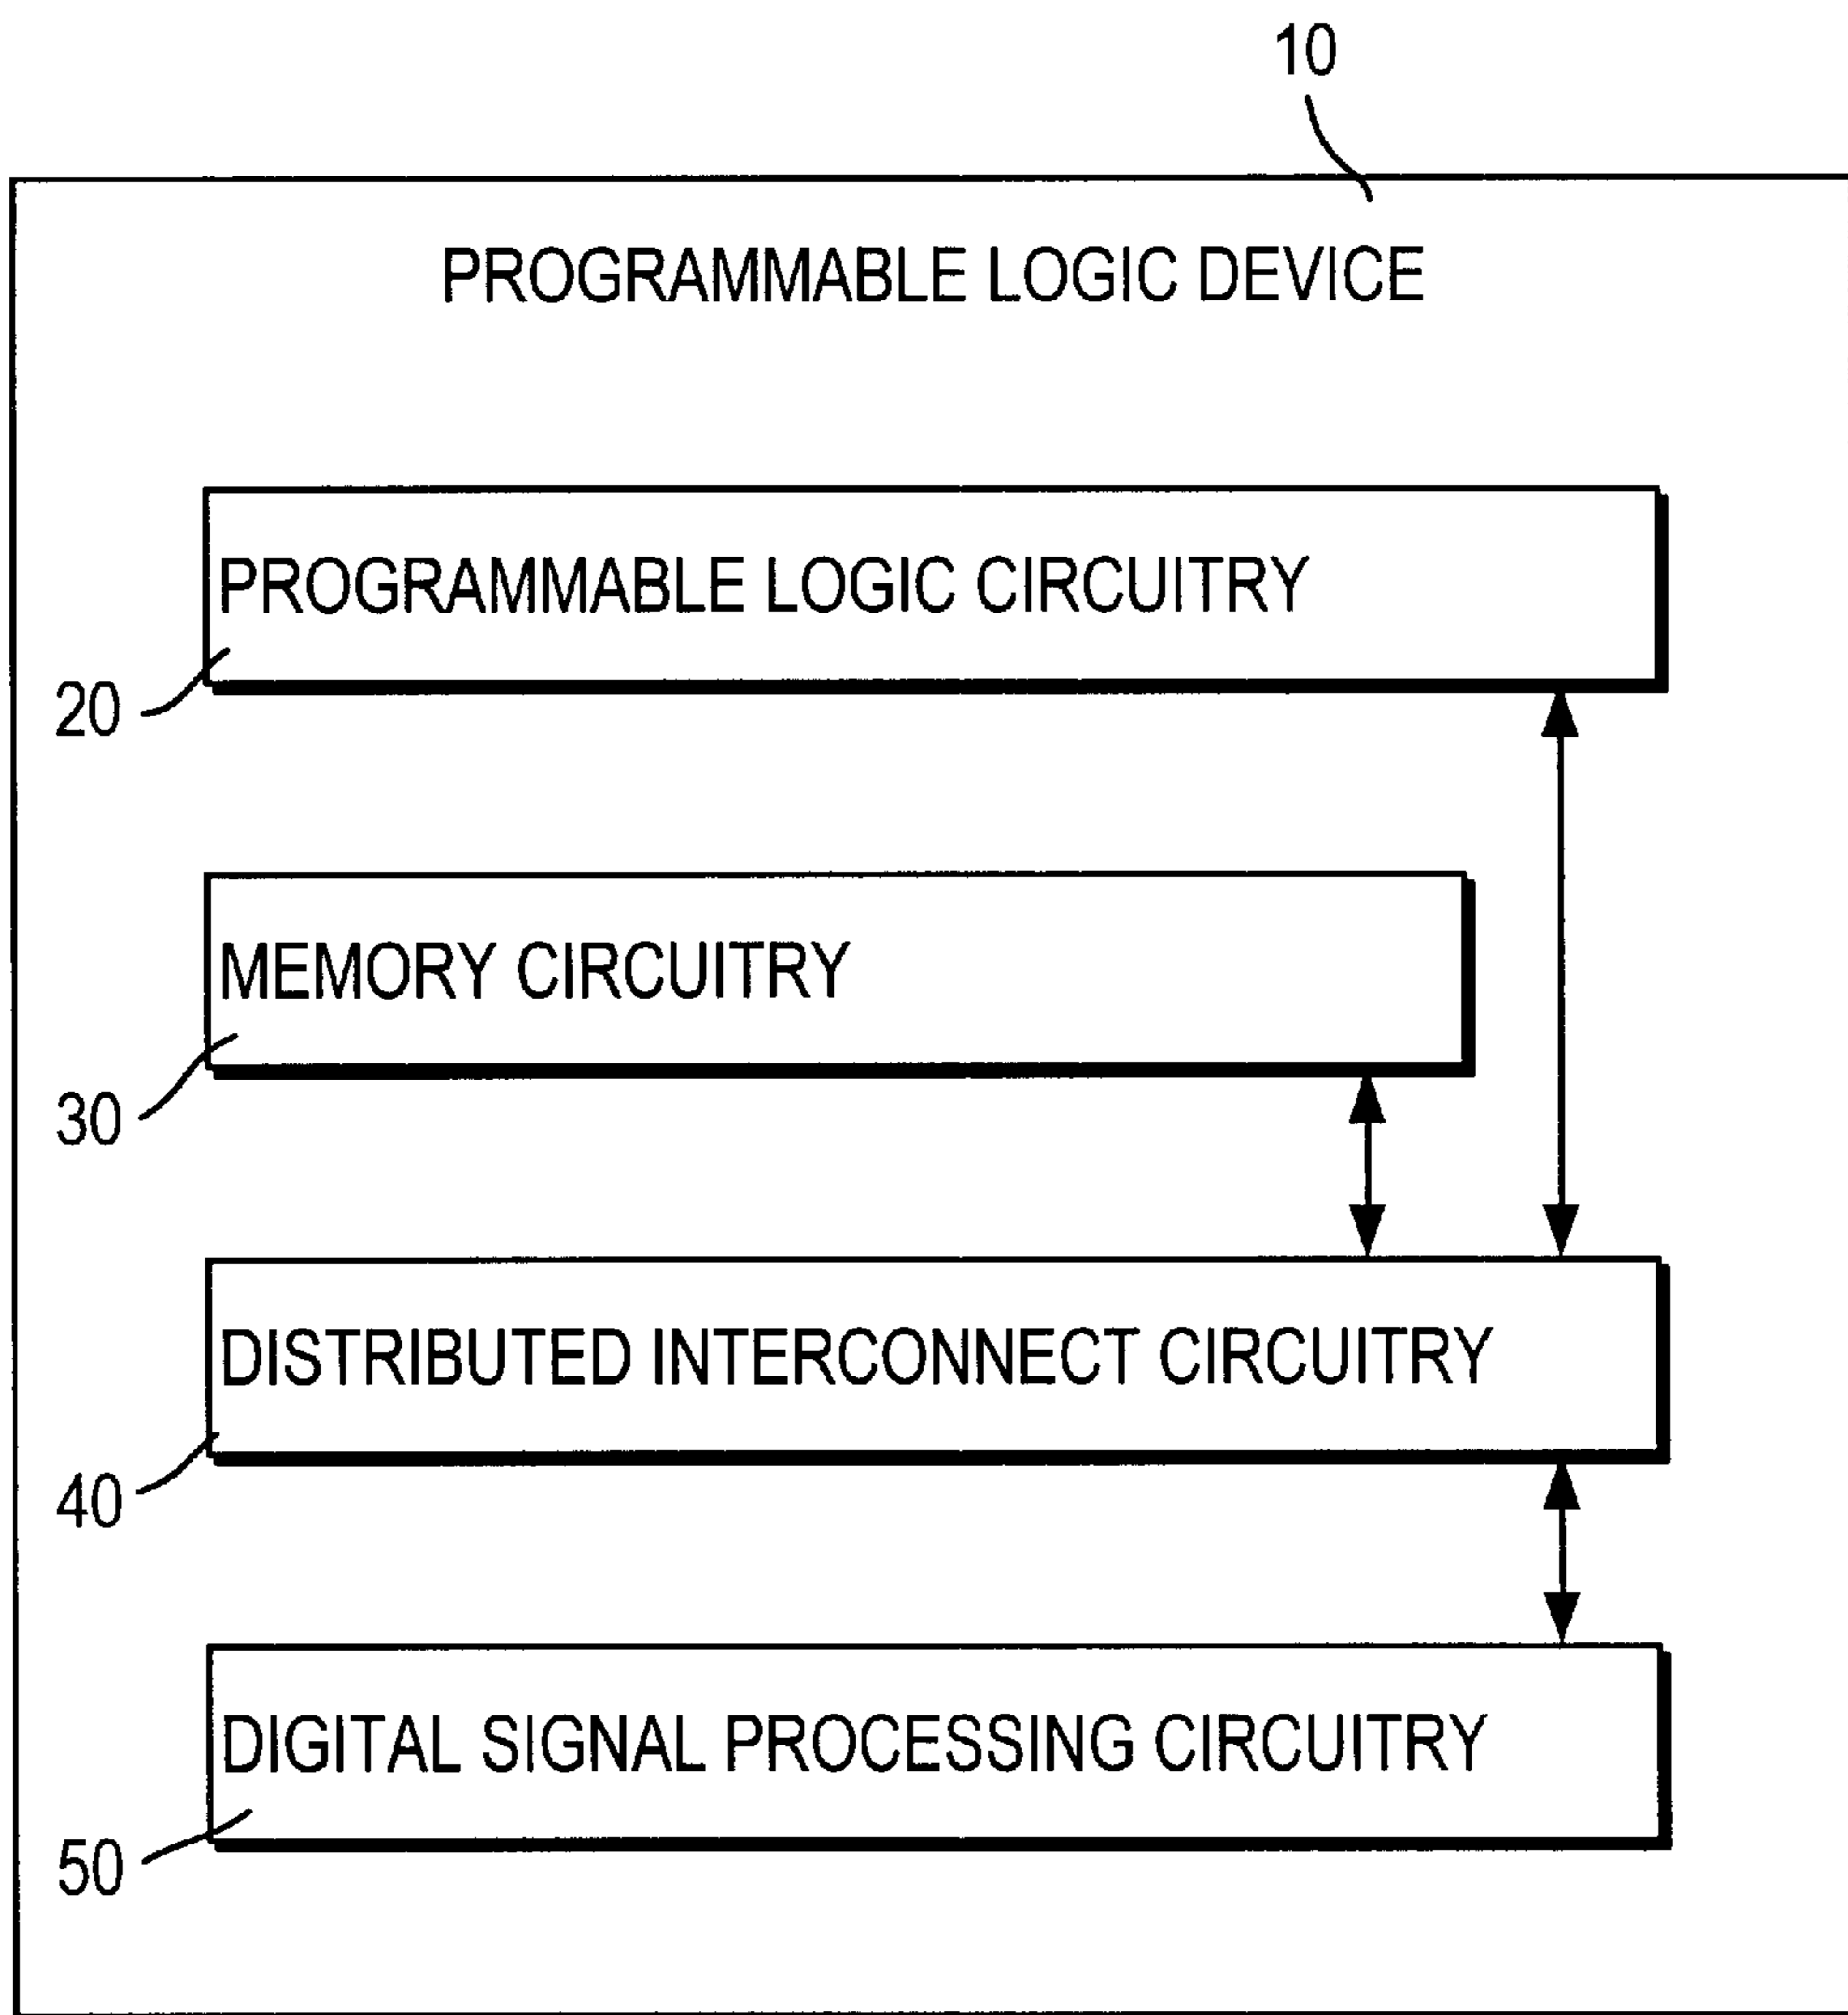 10
PROGRAMMABLE LOGIC DEVICE
PROGRAMMABLE LOGIC CIRCUITRY
20
MEMORY CIRCUITRY
30
DISTRIBUTED INTERCONNECT CIRCUITRY
40
DIGITAL SIGNAL PROCESSING CIRCUITRY
50